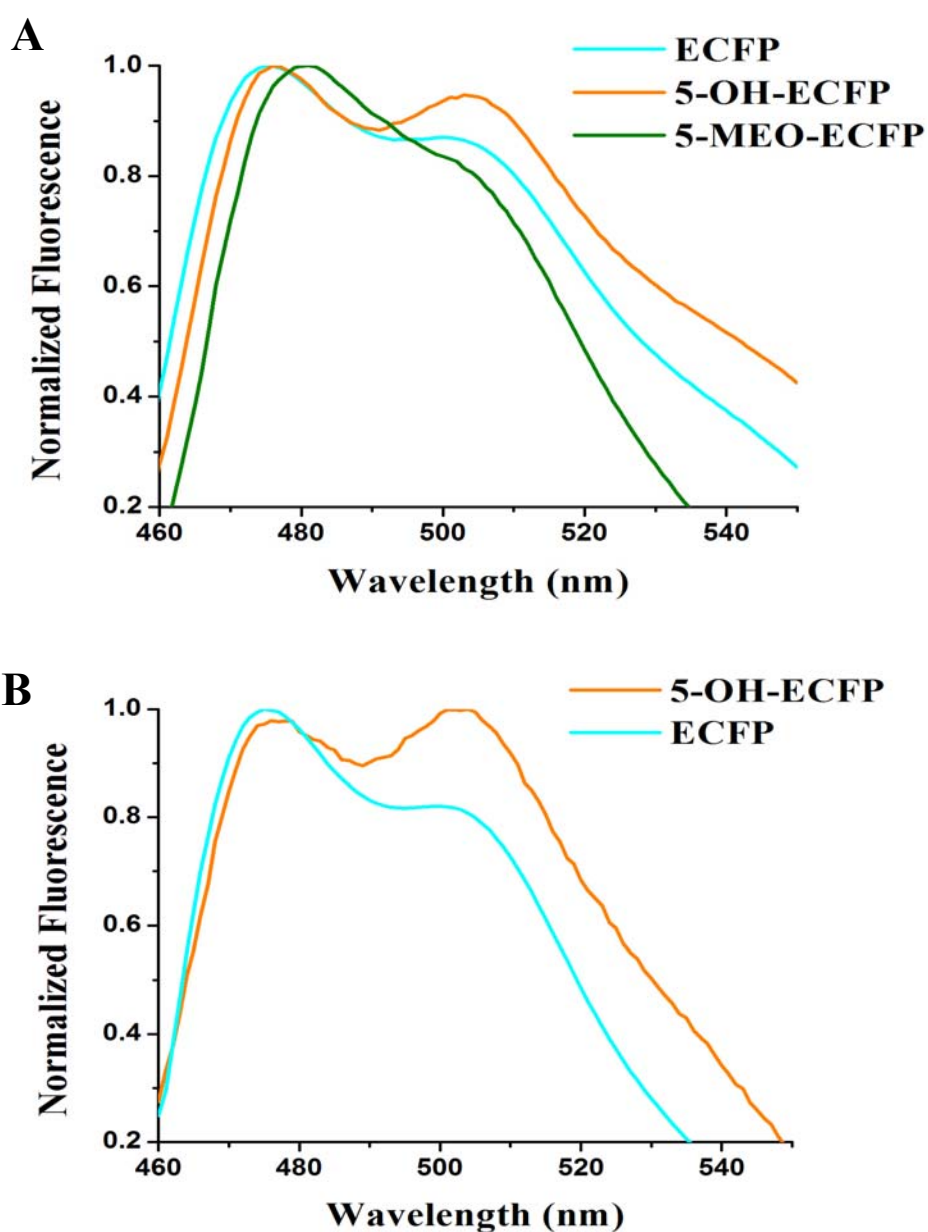 A
ECFP
5-OH-ECFP
5-MEO-ECFP
1.0
0.8
0.6
0.4
0.2
Normalized Fluorescence
460 480 500 520 540
Wavelength (nm)
B
5-OH-ECFP
ECFP
1.0
0.8
0.6
0.4
0.2
Normalized Fluorescence
460 480 500 520 540
Wavelength (nm)